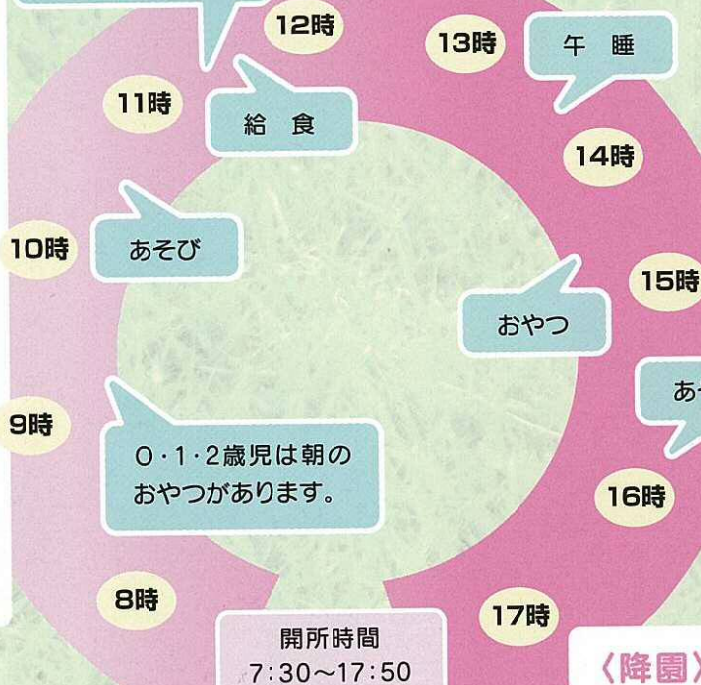 12時
13時
午 睡
11時
給 食
14時
10時
あそび
15時
おやつ
9時
0・1・2歳児は朝の
おやつがあります。
16時
8時
17時
開所時間
7:30~17:50
〈降園〉